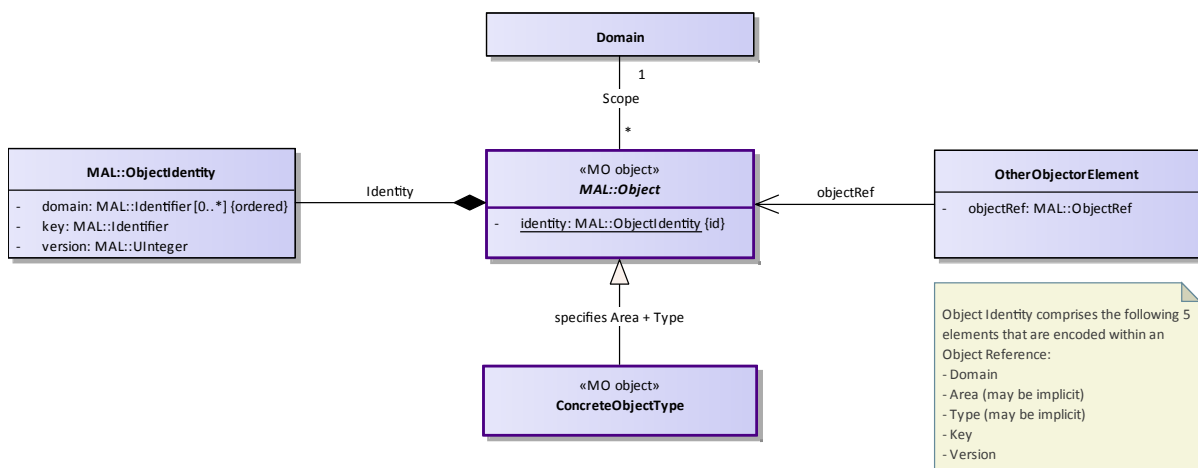 Domain
1
Scope
*
MAL::ObjectIdentity
- domain: MAL::Identifier[0..*] {ordered}
- key: MAL::Identifier
- version: MAL::UInteger
Identity
«MO object»
MAL::Object
- identity: MAL::ObjectIdentity {id}
objectRef
OtherObjectorElement
- objectRef: MAL::ObjectRef
specifies Area + Type
«MO object»
ConcreteObjectType
Object Identity comprises the following 5
elements that are encoded within an
Object Reference:
- Domain
- Area (may be implicit)
- Type (may be implicit)
- Key
- Version